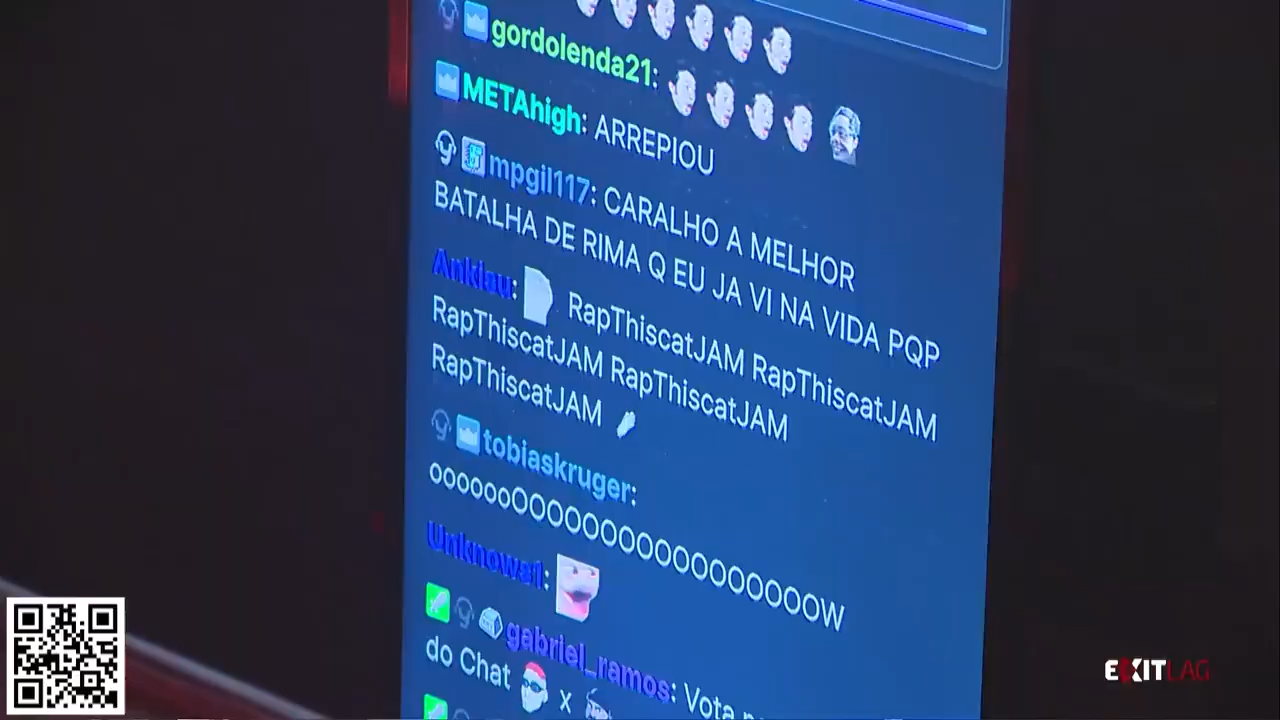 gordolenda21:
METAhigh: ARREPIOU
mpgil117: CARALHO A MELHOR
BATALHA DE RIMA Q EU JA VI NA VIDA PQP
Anklau: RapThiscatJAM RapThiscatJAM
RapThiscatJAM RapThiscatJAM
RapThiscatJAM
tobiaskruger:
ooooooOOOOOOOOOOOOOOOOOOW
gabriel_ramos: Vota
do Chat x
EXITLAG